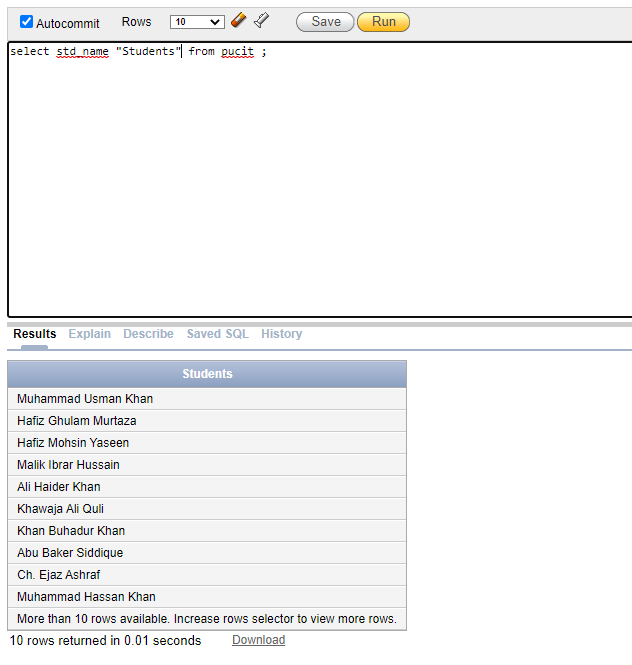 Autocommit Rows 10 Save Run
select std_name "Students" from pucit ;
Results Explain Describe Saved SQL History
Students
Muhammad Usman Khan
Hafiz Ghulam Murtaza
Hafiz Mohsin Yaseen
Malik Ibrar Hussain
Ali Haider Khan
Khawaja Ali Quli
Khan Buhadur Khan
Abu Baker Siddique
Ch. Ejaz Ashraf
Muhammad Hassan Khan
More than 10 rows available. Increase rows selector to view more rows.
10 rows returned in 0.01 seconds Download